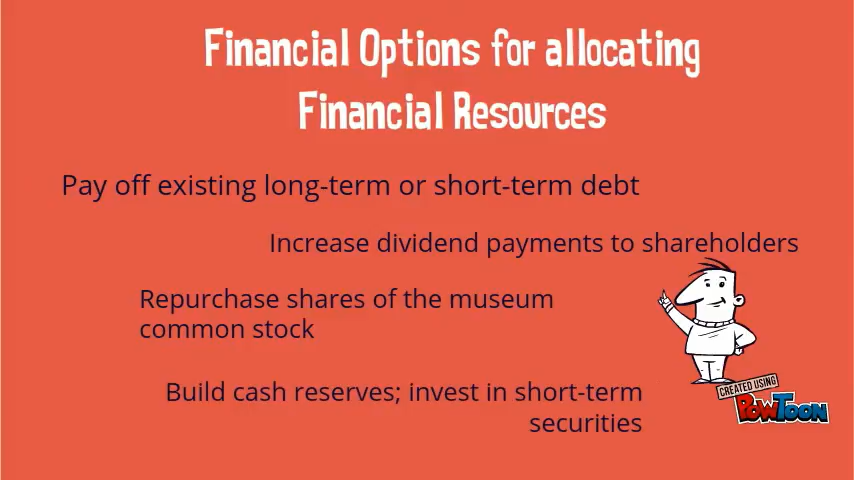 Financial Options for allocating
Financial Resources
Pay off existing long-term or short-term debt
Increase dividend payments to shareholders
Repurchase shares of the museum
common stock
Build cash reserves; invest in short-term
securities
CREATED USING
POWTOON